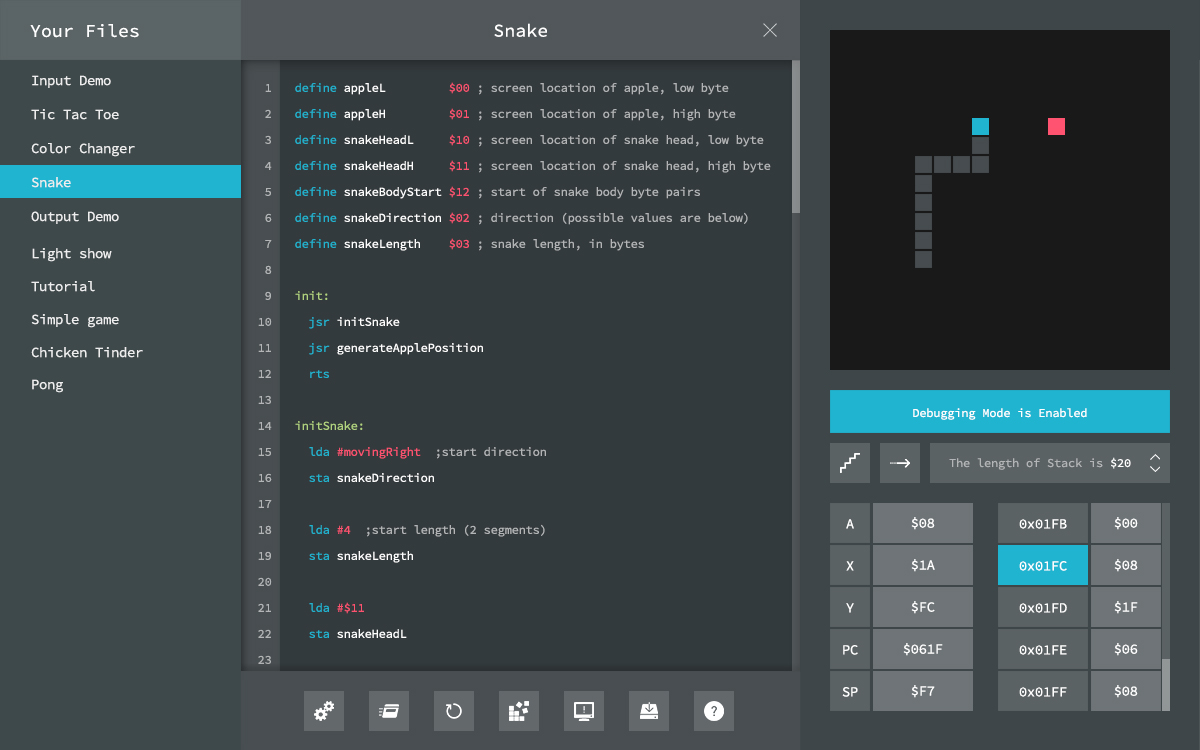 Your Files
Input Demo
Tic Tac Toe
Color Changer
Snake
Output Demo
Light show
Tutorial
Simple game
Chicken Tinder
Pong
Snake
1 define appleL $00 ; screen location of apple, low byte
2 define appleH $01 ; screen location of apple, high byte
3 define snakeHeadL $10 ; screen location of snake head, low byte
4 define snakeHeadH $11 ; screen location of snake head, high byte
5 define snakeBodyStart $12 ; start of snake body byte pairs
6 define snakeDirection $02 ; direction (possible values are below)
7 define snakeLength $03 ; snake length, in bytes
8
9 init:
10 jsr initSnake
11 jsr generateApplePosition
12 rts
13
14 initSnake:
15 lda #movingRight ;start direction
16 sta snakeDirection
17
18 lda #4 ;start length (2 segments)
19 sta snakeLength
20
21 lda #$11
22 sta snakeHeadL
23
Debugging Mode is Enabled
The length of Stack is $20
A $08 0x01FB $00
X $1A 0x01FC $08
Y $FC 0x01FD $1F
PC $061F 0x01FE $06
SP $F7 0x01FF $08